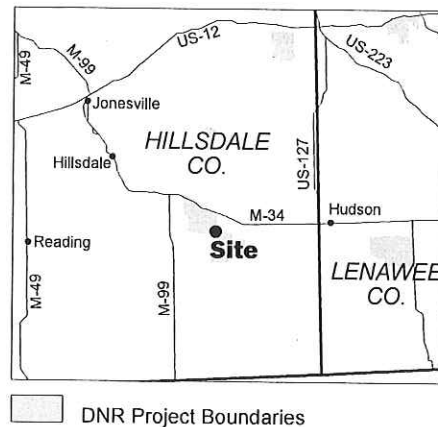 M-49
M-99
US-12
US-223
Jonesville
HILLSDALE
CO.
US-127
Hillsdale
M-34
Hudson
Site
Reading
M-49
M-99
LENAWEE
CO.
DNR Project Boundaries